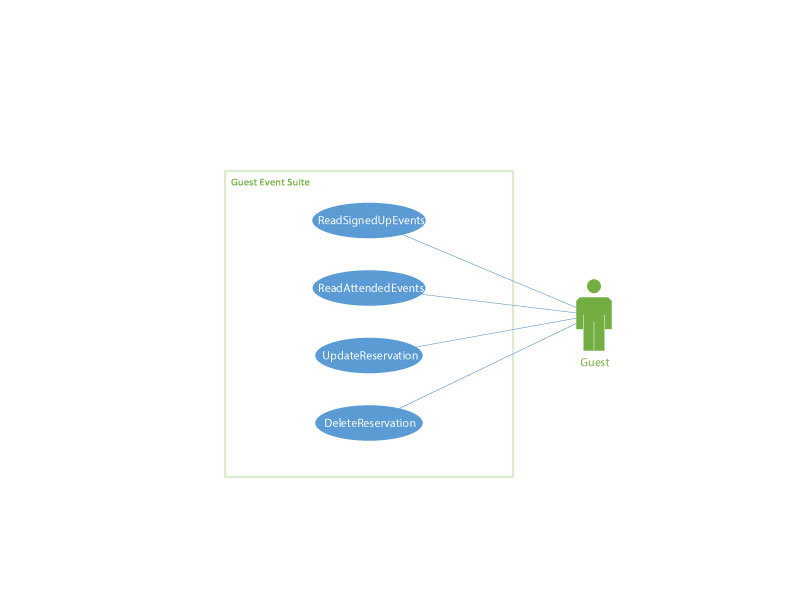 Guest Event Suite
ReadSignedUpEvents
ReadAttendedEvents
UpdateReservation
DeleteReservation
Guest